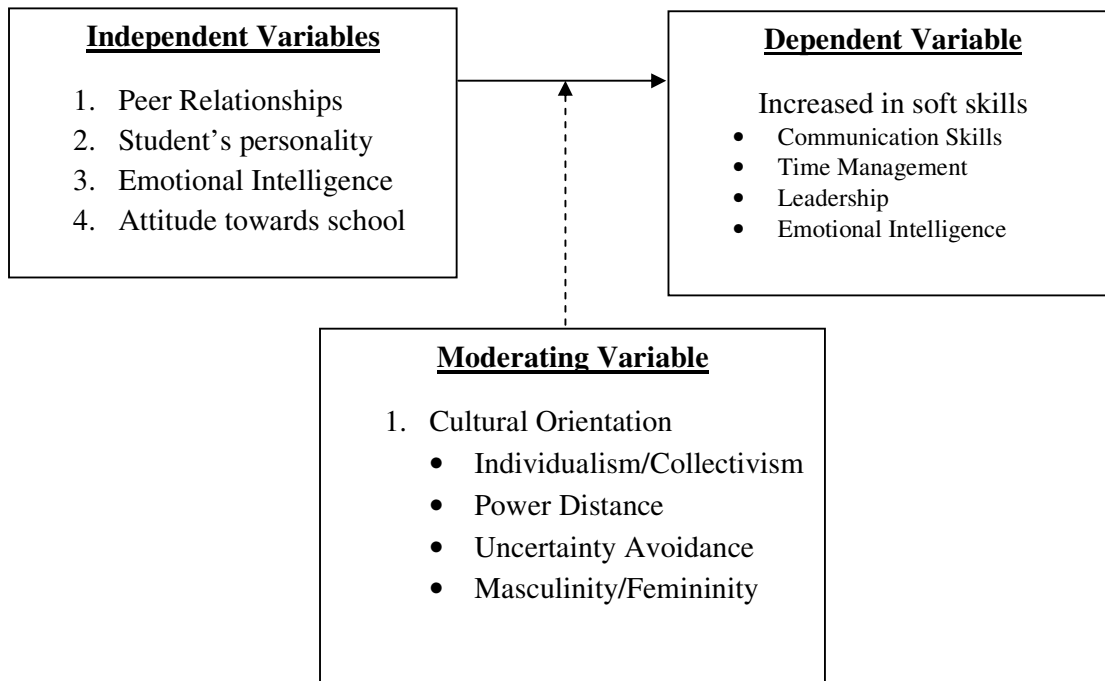 Independent Variables
1. Peer Relationships
2. Student’s personality
3. Emotional Intelligence
4. Attitude towards school
Dependent Variable
Increased in soft skills
• Communication Skills
• Time Management
• Leadership
• Emotional Intelligence
Moderating Variable
1. Cultural Orientation
• Individualism/Collectivism
• Power Distance
• Uncertainty Avoidance
• Masculinity/Femininity